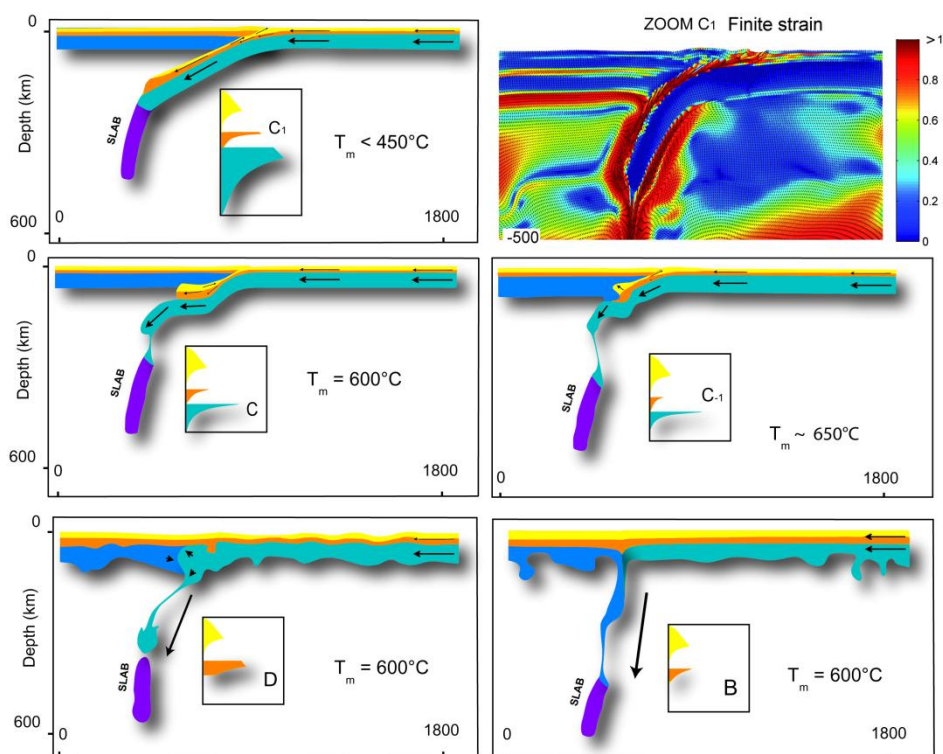 ZOOM C1 Finite strain
0
Depth (km)
600
SLAB
C1
Tm < 450°C
0
1800
>1
0.8
0.6
0.4
0.2
0
-500
0
Depth (km)
600
SLAB
C
Tm = 600°C
0
1800
SLAB
C-1
Tm ~ 650°C
0
1800
0
Depth (km)
600
SLAB
D
Tm = 600°C
0
1800
SLAB
B
Tm = 600°C
0
1800